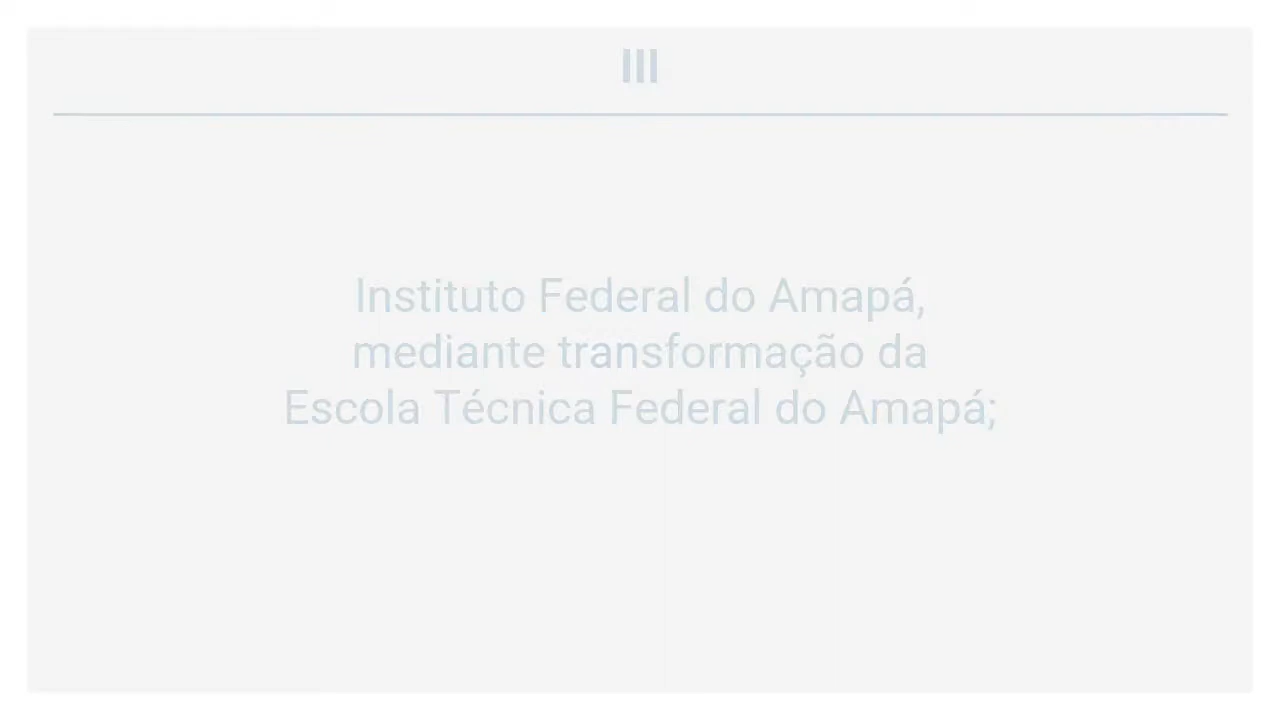 III
Instituto Federal do Amapá,
mediante transformação da
Escola Técnica Federal do Amapá;